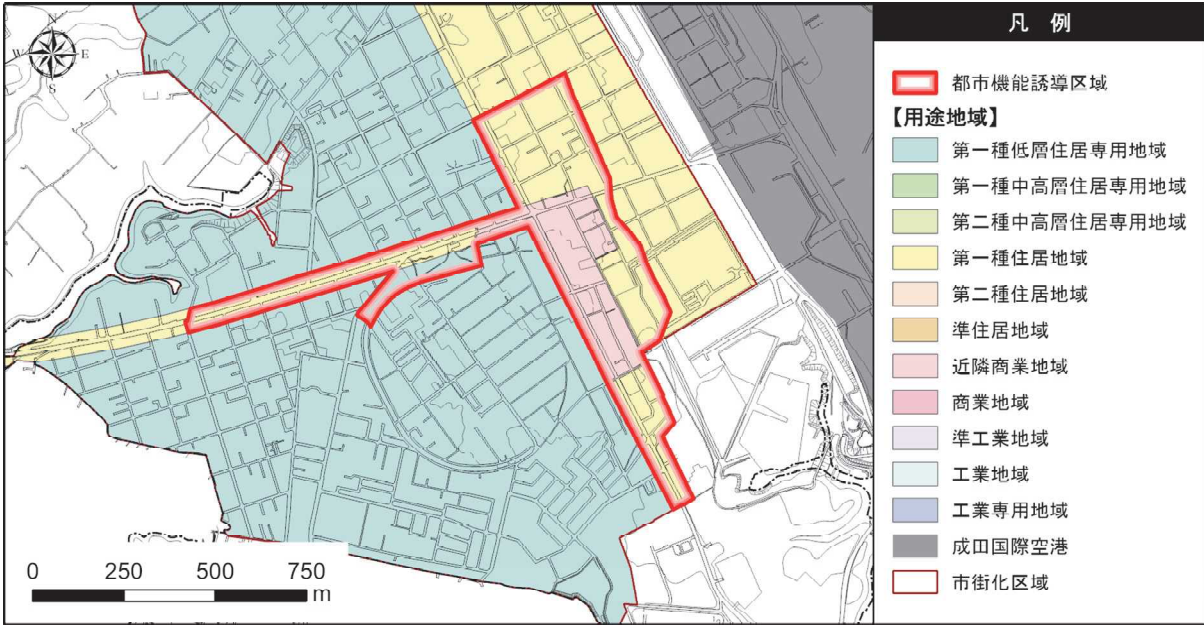 N
W
E
S
0 250 500 750
m
凡 例
都市機能誘導区域
【用途地域】
第一種低層住居専用地域
第一種中高層住居専用地域
第二種中高層住居専用地域
第一種住居地域
第二種住居地域
準住居地域
近隣商業地域
商業地域
準工業地域
工業地域
工業専用地域
成田国際空港
市街化区域